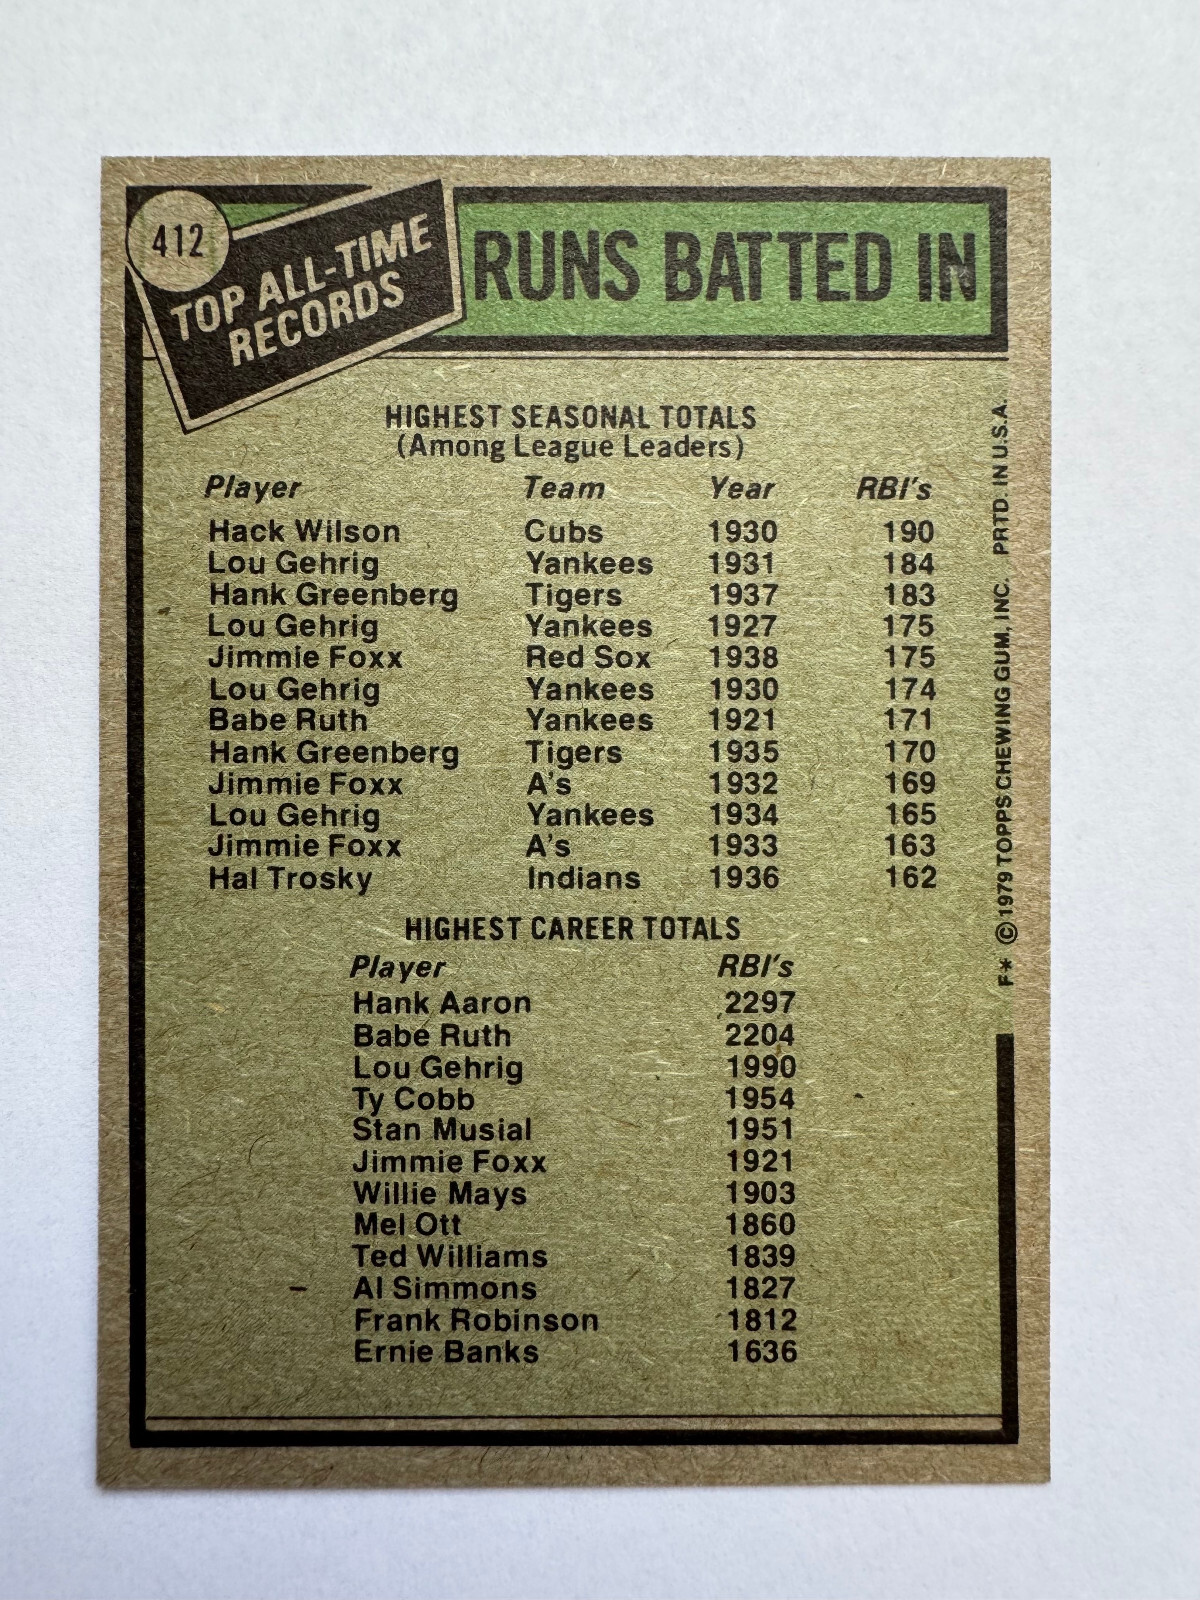 412
TOP ALL-TIME
RECORDS
RUNS BATTED IN
HIGHEST SEASONAL TOTALS
(Among League Leaders)
Player Team Year RBI's
Hack Wilson Cubs 1930 190
Lou Gehrig Yankees 1931 184
Hank Greenberg Tigers 1937 183
Lou Gehrig Yankees 1927 175
Jimmie Foxx Red Sox 1938 175
Lou Gehrig Yankees 1930 174
Babe Ruth Yankees 1921 171
Hank Greenberg Tigers 1935 170
Jimmie Foxx A's 1932 169
Lou Gehrig Yankees 1934 165
Jimmie Foxx A's 1933 163
Hal Trosky Indians 1936 162
HIGHEST CAREER TOTALS
Player RBI's
Hank Aaron 2297
Babe Ruth 2204
Lou Gehrig 1990
Ty Cobb 1954
Stan Musial 1951
Jimmie Foxx 1921
Willie Mays 1903
Mel Ott 1860
Ted Williams 1839
Al Simmons 1827
Frank Robinson 1812
Ernie Banks 1636
F* © 1979 TOPPS CHEWING GUM, INC. PRTD. IN U.S.A.